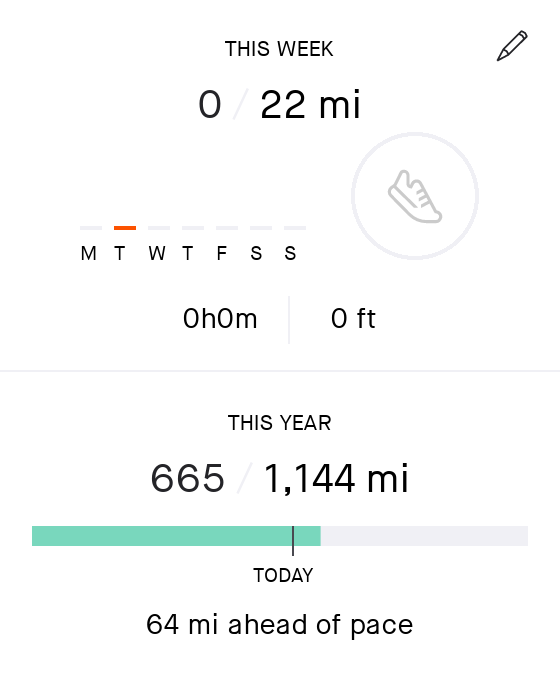 THIS WEEK
0 / 22 mi
M T W T F S S
0h0m 0 ft
THIS YEAR
665 / 1,144 mi
TODAY
64 mi ahead of pace